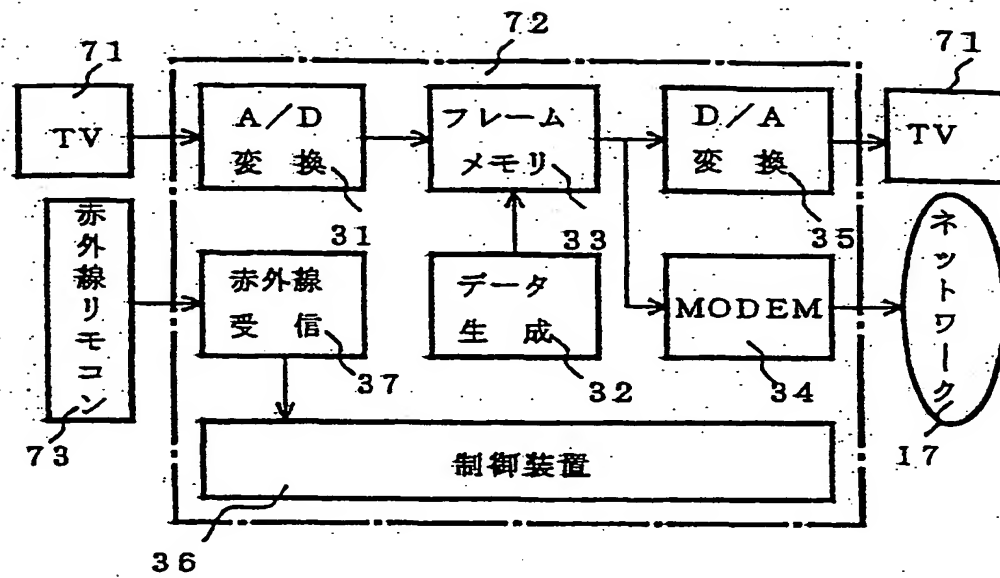 72
71
71
TV
A/D
変換
フレーム
メモリ
D/A
変換
TV
31
33
35
赤外線リモコン
赤外線
受信
データ
生成
MODEM
ネットワーク
37
32
34
73
17
制御装置
36